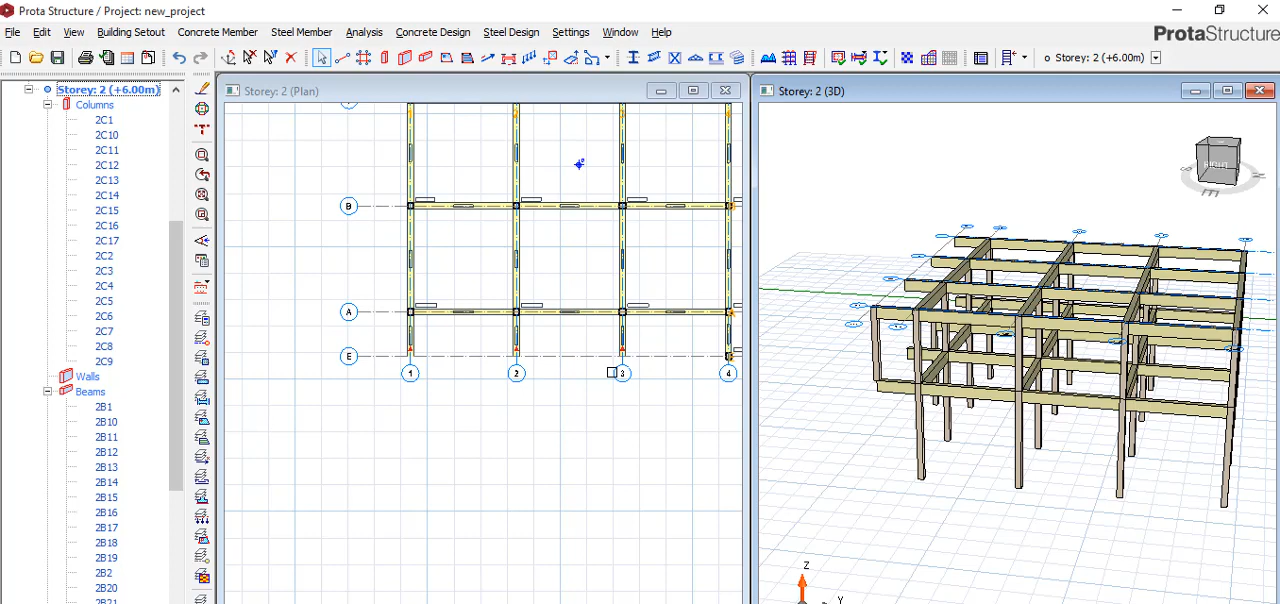 Prota Structure / Project: new_project
File Edit View Building Setout Concrete Member Steel Member Analysis Concrete Design Steel Design Settings Window Help
ProtaStructure
Storey: 2 (+6.00m)
Storey: 2 (+6.00m)
Columns
2C1
2C10
2C11
2C12
2C13
2C14
2C15
2C16
2C17
2C2
2C3
2C4
2C5
2C6
2C7
2C8
2C9
Walls
Beams
2B1
2B10
2B11
2B12
2B13
2B14
2B15
2B16
2B17
2B18
2B19
2B2
2B20
2B21
Storey: 2 (Plan)
B
A
E
1 2 3 4
Storey: 2 (3D)
RIGHT
Z
Y